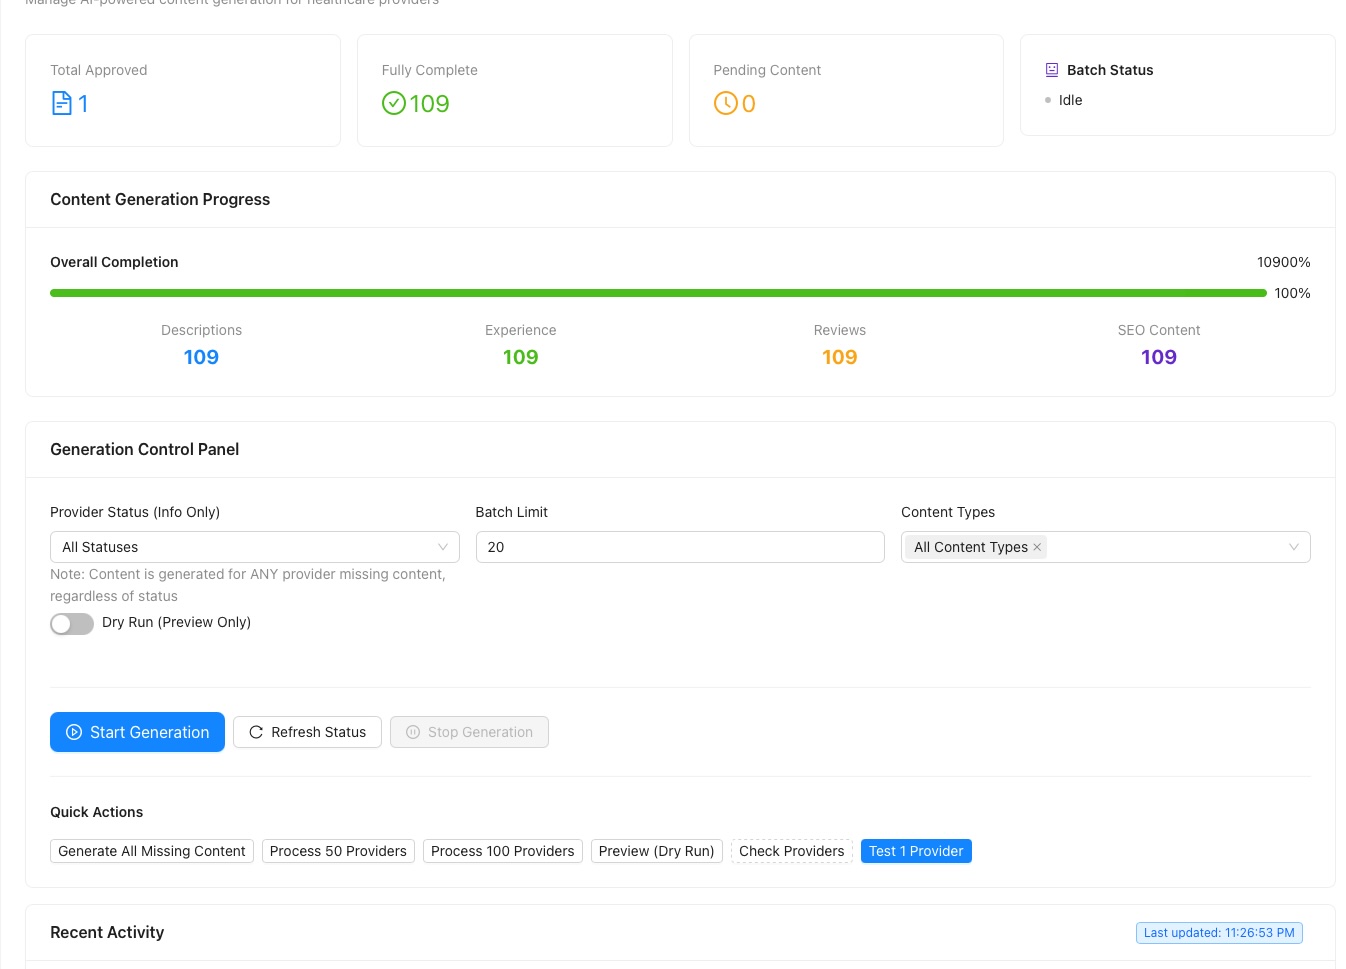 Manage AI-powered content generation for healthcare providers
Total Approved
1
Fully Complete
109
Pending Content
0
Batch Status
Idle
Content Generation Progress
Overall Completion
10900%
100%
Descriptions
109
Experience
109
Reviews
109
SEO Content
109
Generation Control Panel
Provider Status (Info Only)
All Statuses
Note: Content is generated for ANY provider missing content,
regardless of status
Batch Limit
20
Content Types
All Content Types
Dry Run (Preview Only)
Start Generation
Refresh Status
Stop Generation
Quick Actions
Generate All Missing Content
Process 50 Providers
Process 100 Providers
Preview (Dry Run)
Check Providers
Test 1 Provider
Recent Activity
Last updated: 11:26:53 PM